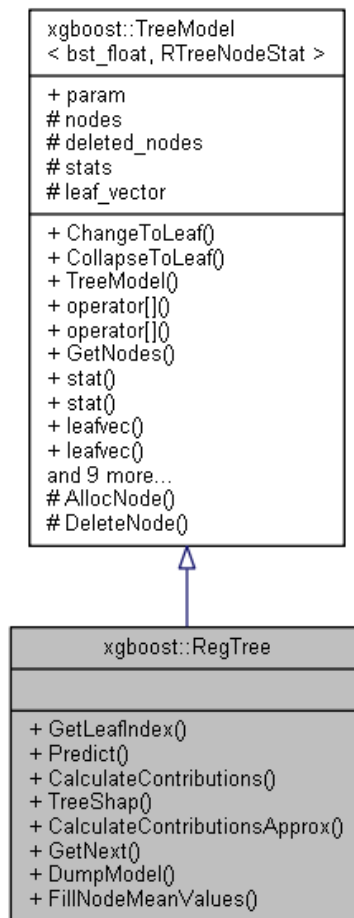 xgboost::TreeModel
< bst_float, RTreeNodeStat >
+ param
# nodes
# deleted_nodes
# stats
# leaf_vector
+ ChangeToLeaf()
+ CollapseToLeaf()
+ TreeModel()
+ operator[]()
+ operator[]()
+ GetNodes()
+ stat()
+ stat()
+ leafvec()
+ leafvec()
and 9 more...
# AllocNode()
# DeleteNode()
xgboost::RegTree
+ GetLeafIndex()
+ Predict()
+ CalculateContributions()
+ TreeShap()
+ CalculateContributionsApprox()
+ GetNext()
+ DumpModel()
+ FillNodeMeanValues()